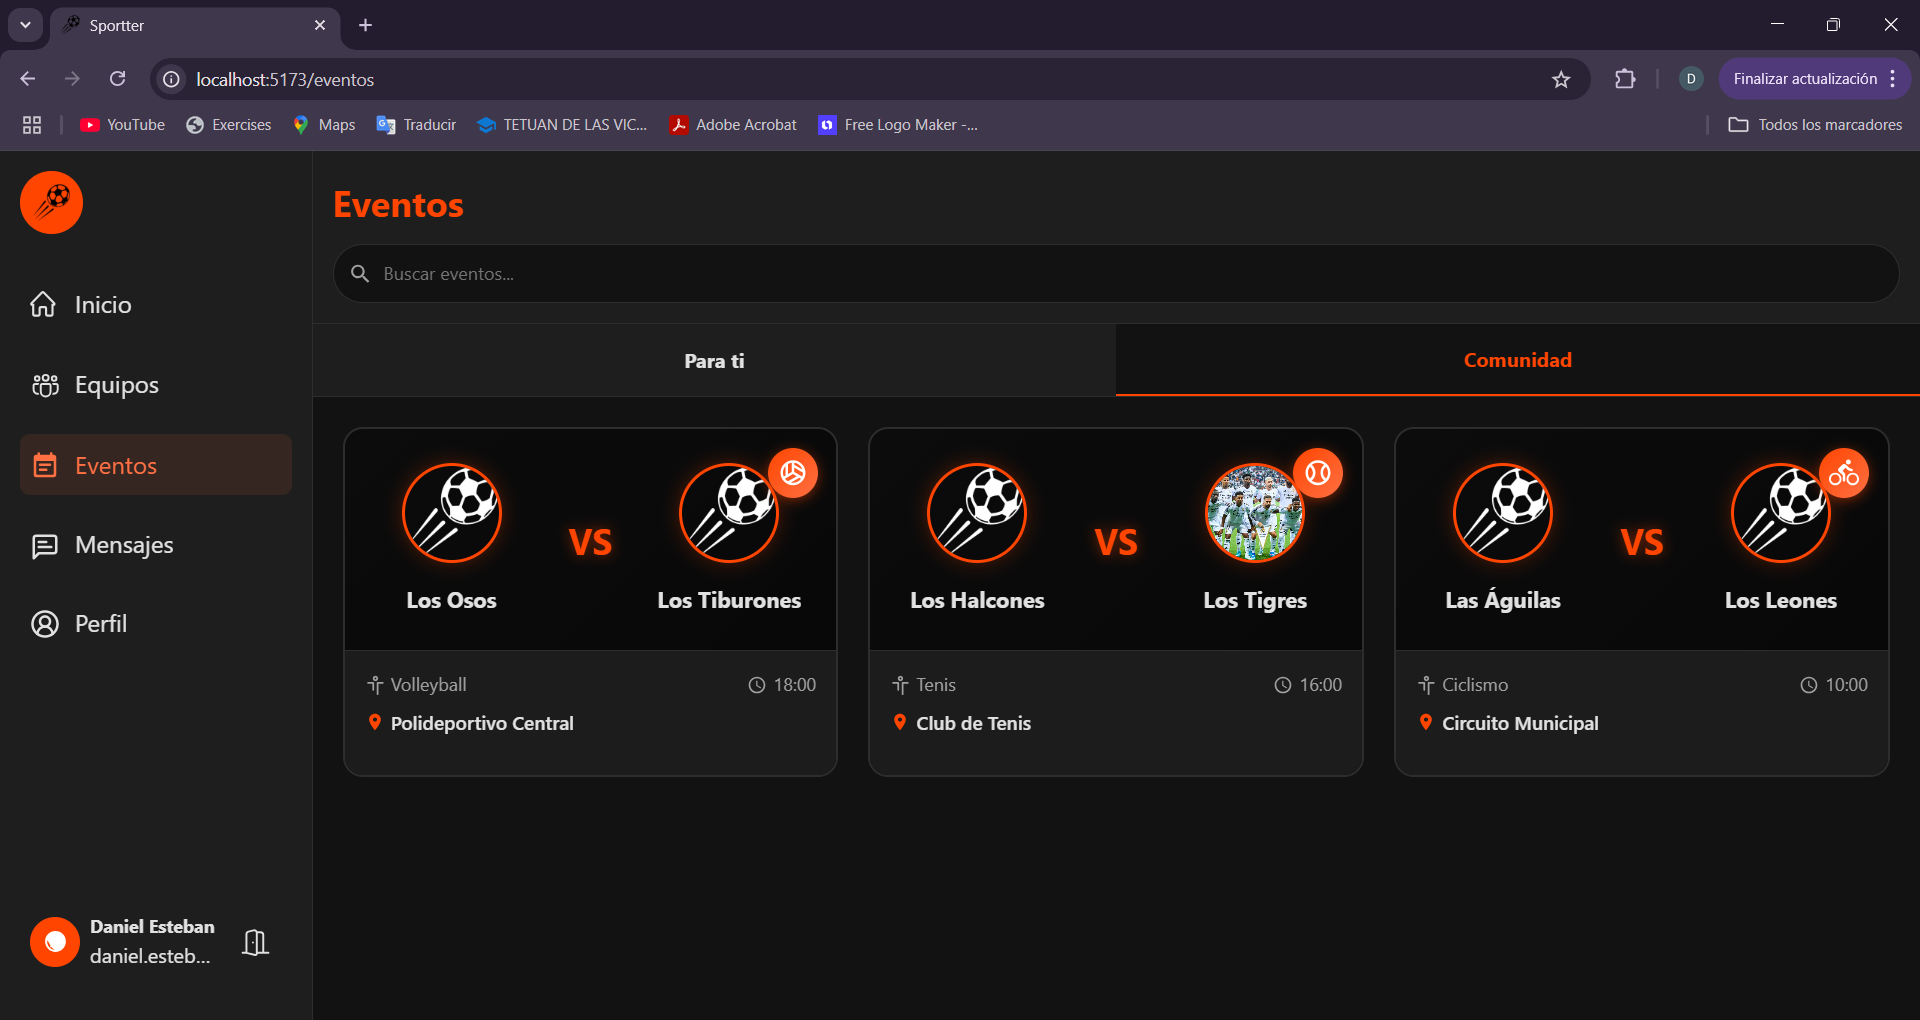 Sportter
localhost:5173/eventos
D
Finalizar actualización
YouTube
Exercises
Maps
Traducir
TETUAN DE LAS VIC...
Adobe Acrobat
Free Logo Maker -...
Todos los marcadores
Inicio
Equipos
Eventos
Mensajes
Perfil
Daniel Esteban
daniel.esteb...
Eventos
Buscar eventos...
Para ti
Comunidad
Los Osos
VS
Los Tiburones
Volleyball
18:00
Polideportivo Central
Los Halcones
VS
Los Tigres
Tenis
16:00
Club de Tenis
Las Águilas
VS
Los Leones
Ciclismo
10:00
Circuito Municipal